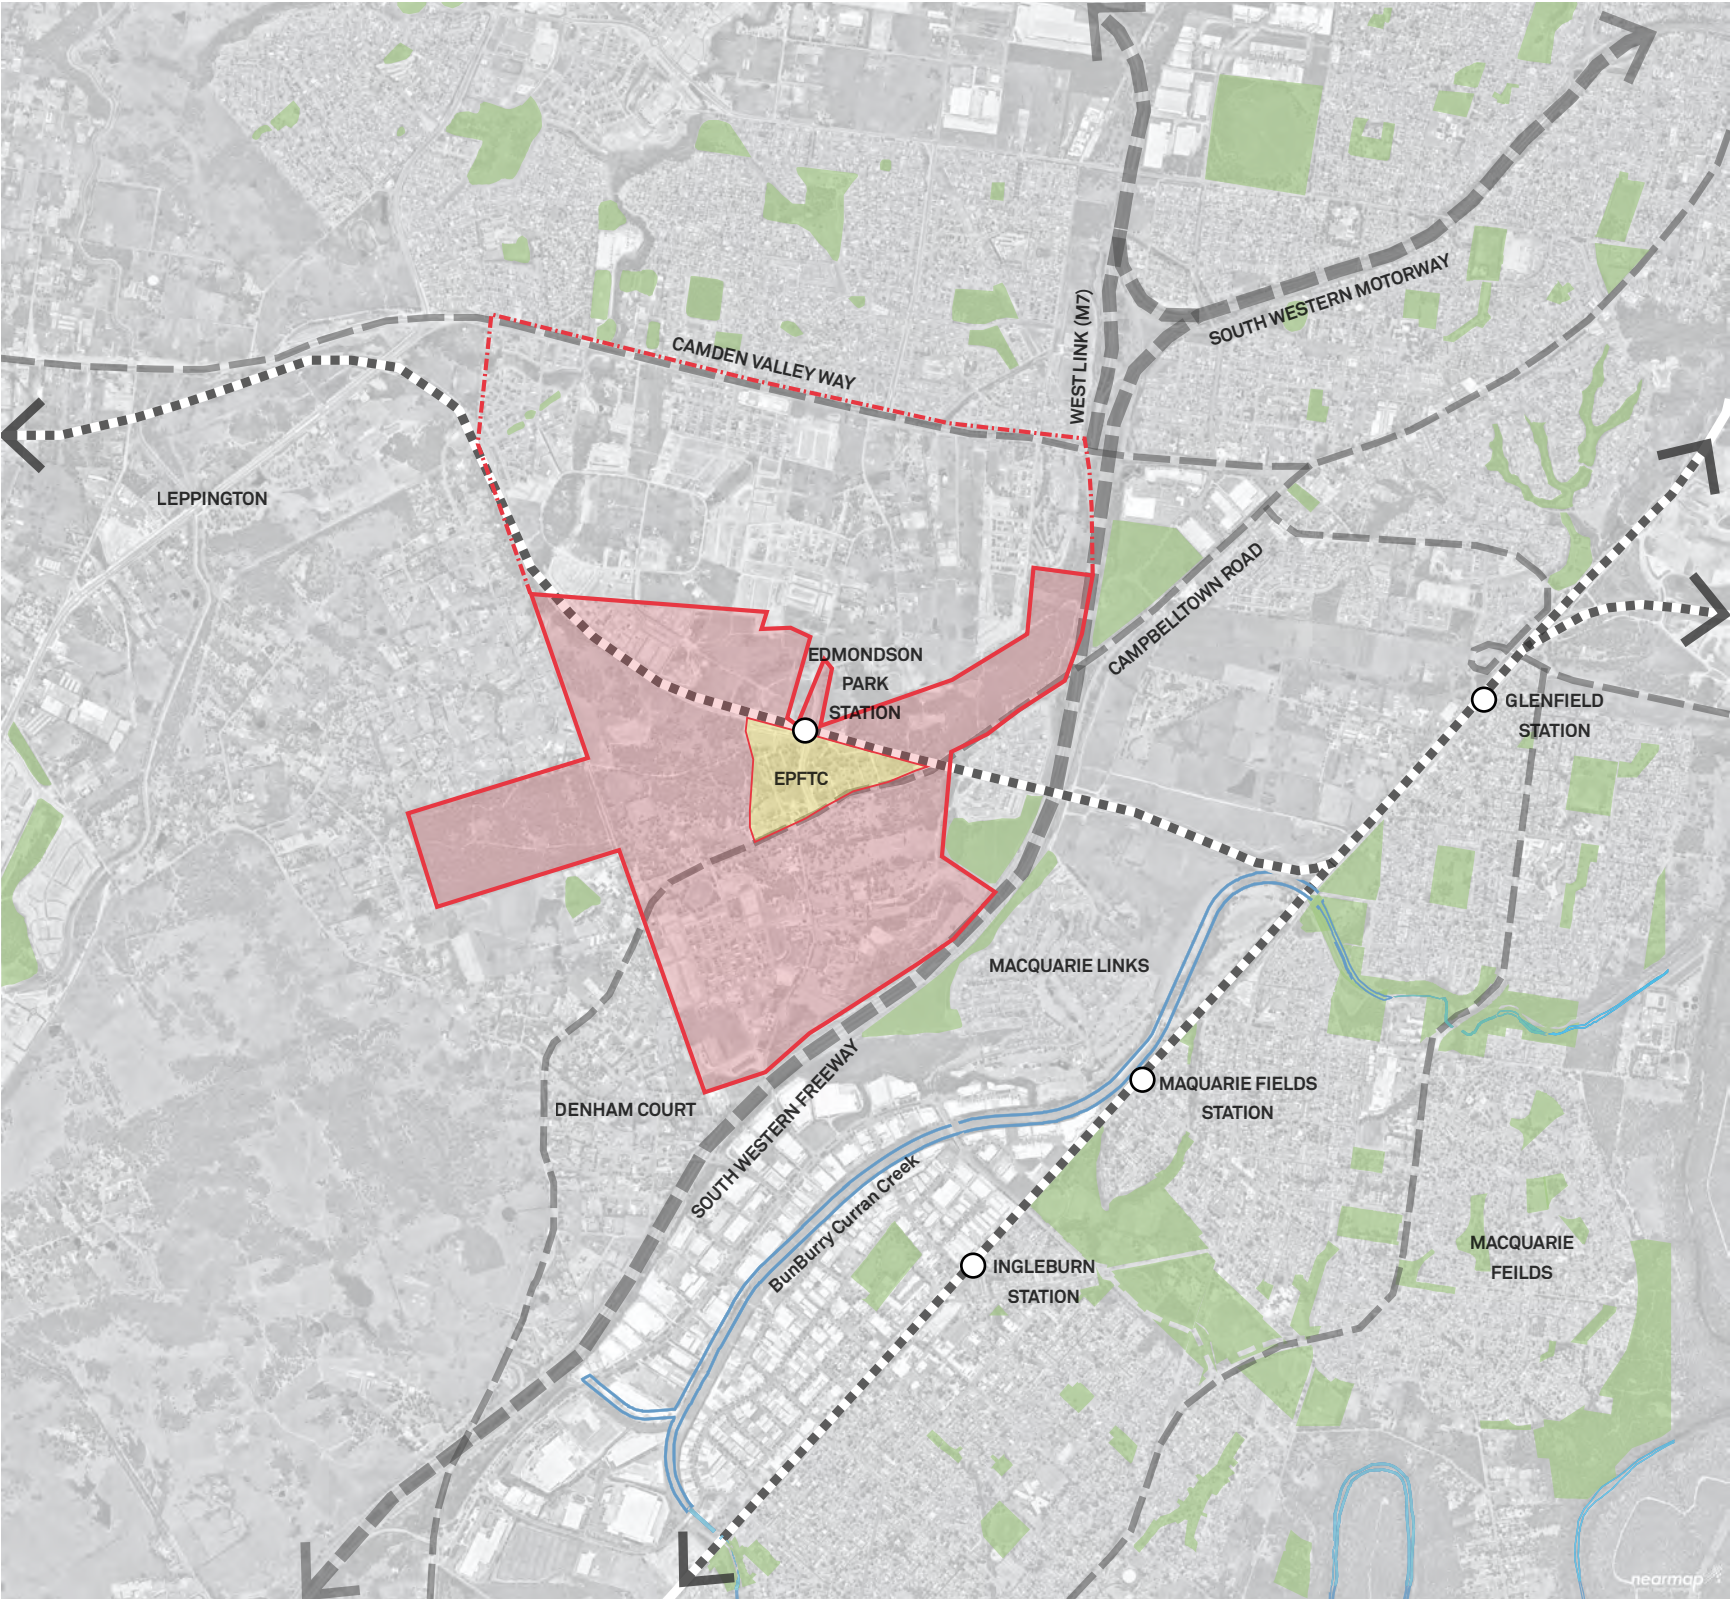 SOUTH WESTERN MOTORWAY
WEST LINK (M7)
CAMDEN VALLEY WAY
LEPPINGTON
CAMPBELLTOWN ROAD
EDMONDSON
PARK
STATION
GLENFIELD
STATION
EPFTC
MACQUARIE LINKS
SOUTH WESTERN FREEWAY
DENHAM COURT
MAQUARIE FIELDS
STATION
BunBurry Curran Creek
INGLEBURN
STATION
MACQUARIE
FEILDS
nearmap